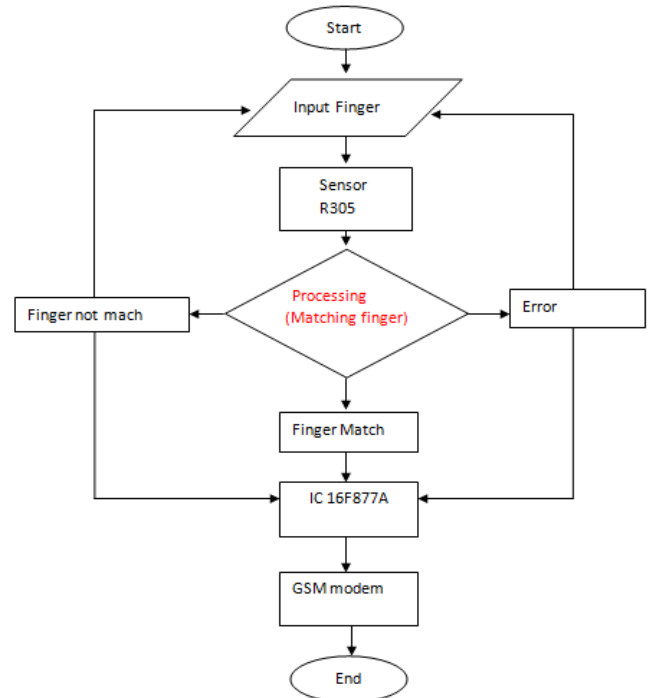 Start
Input Finger
Sensor
R305
Processing
(Matching finger)
Finger not mach
Error
Finger Match
IC 16F877A
GSM modem
End